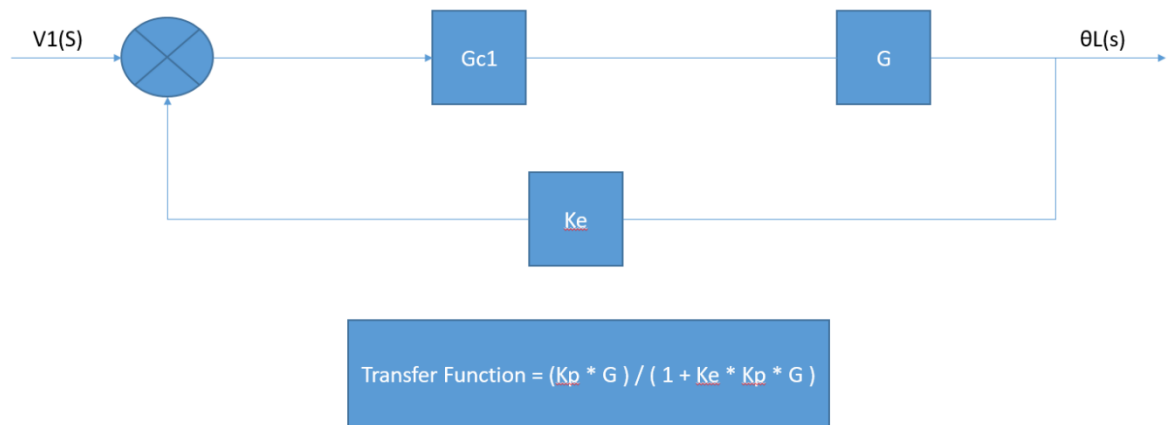 V1(S)
Gc1
G
θL(s)
Ke
Transfer Function = (Kp * G ) / ( 1 + Ke * Kp * G )